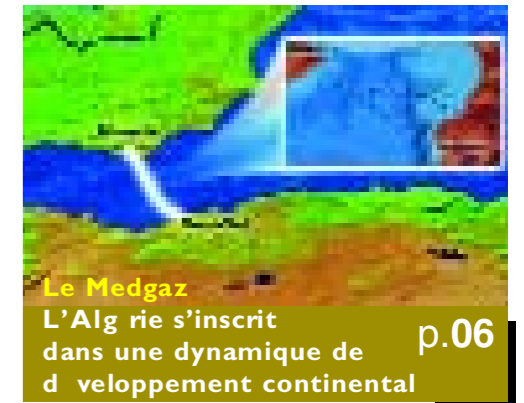 Le Medgaz
L'Alg rie s'inscrit
dans une dynamique de
d veloppement continental
p.06